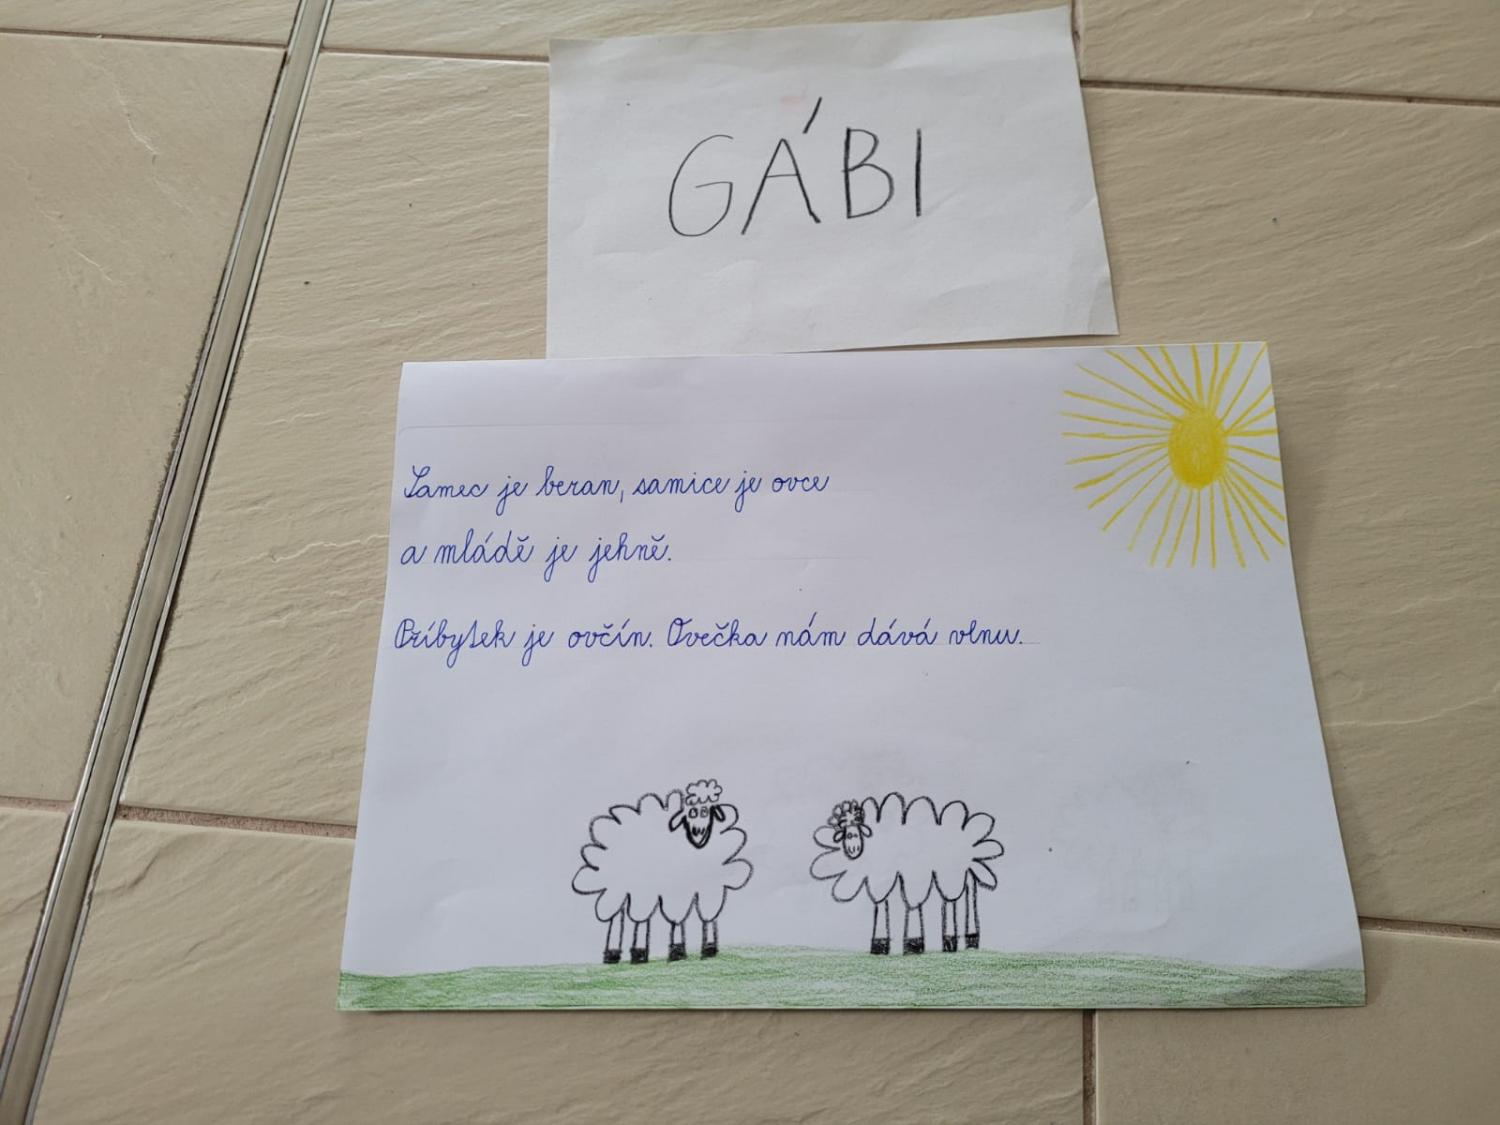 GÁBI
Samec je beran, samice je ovce
a mládě je jehně.
Příbytek je ovčín. Ovečka nám dává vlnu.